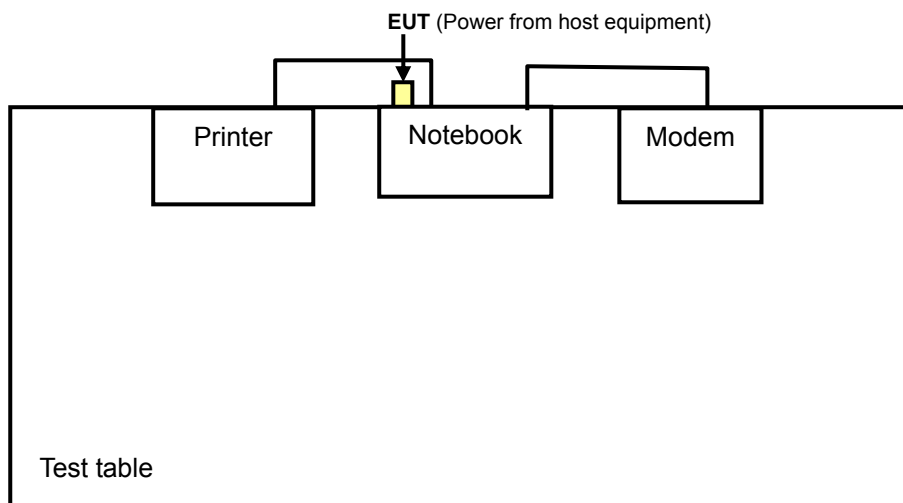 EUT (Power from host equipment)
Printer
Notebook
Modem
Test table